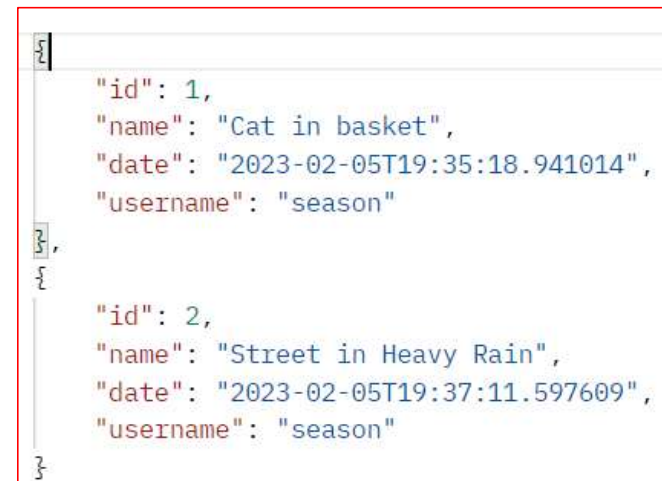 {
"id": 1,
"name": "Cat in basket",
"date": "2023-02-05T19:35:18.941014",
"username": "season"
},
{
"id": 2,
"name": "Street in Heavy Rain",
"date": "2023-02-05T19:37:11.597609",
"username": "season"
}